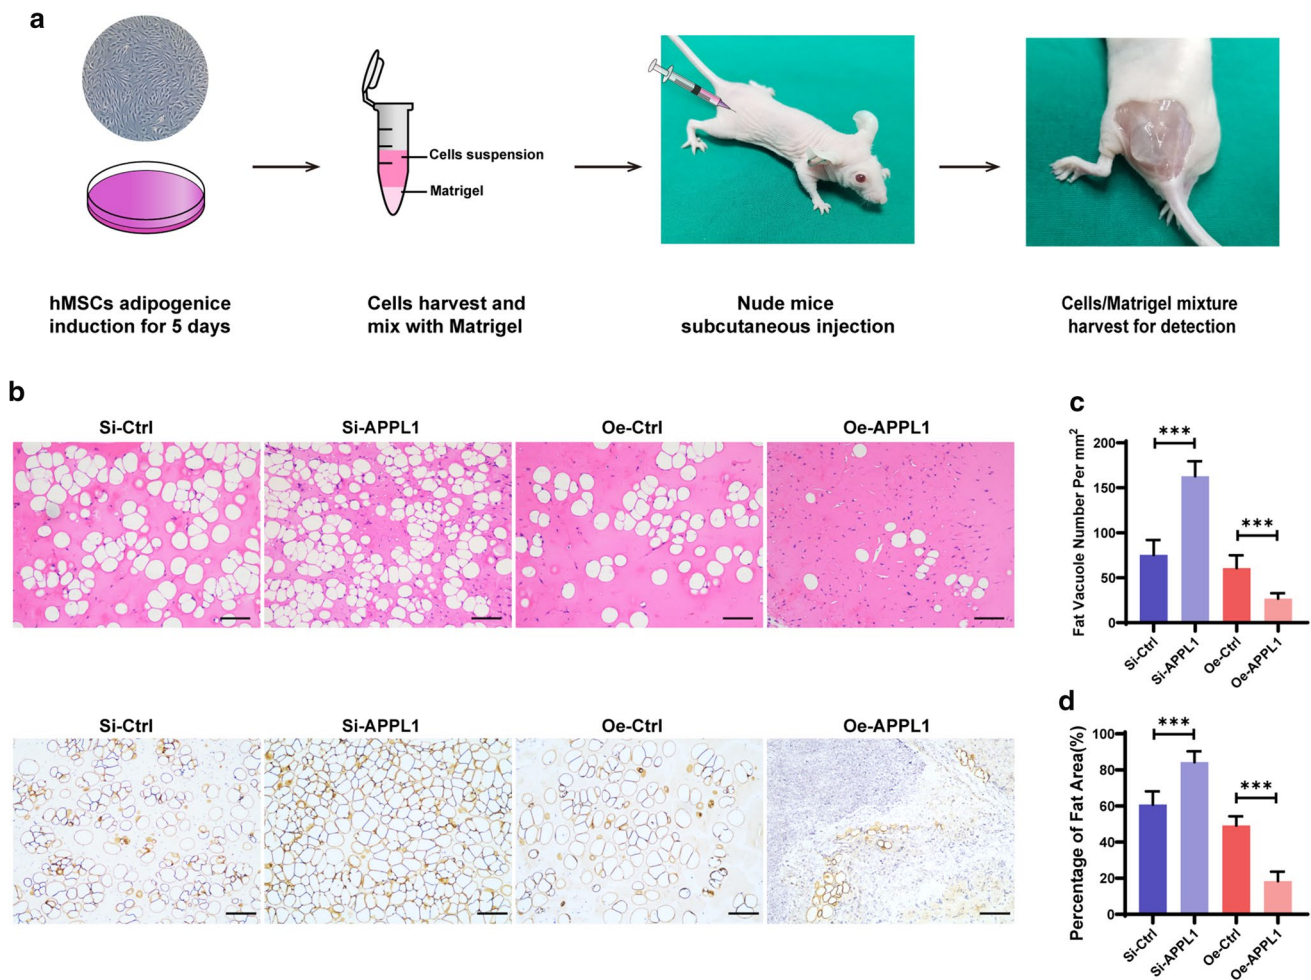 a
Cells suspension
Matrigel
hMSCs adipogenice
induction for 5 days
Cells harvest and
mix with Matrigel
Nude mice
subcutaneous injection
Cells/Matrigel mixture
harvest for detection
b
Si-Ctrl
Si-APPL1
Oe-Ctrl
Oe-APPL1
Si-Ctrl
Si-APPL1
Oe-Ctrl
Oe-APPL1
c
Fat Vacuole Number Per mm²
200
150
100
50
0
***
***
Si-Ctrl
Si-APPL1
Oe-Ctrl
Oe-APPL1
d
Percentage of Fat Area(%)
100
80
60
40
20
0
***
***
Si-Ctrl
Si-APPL1
Oe-Ctrl
Oe-APPL1